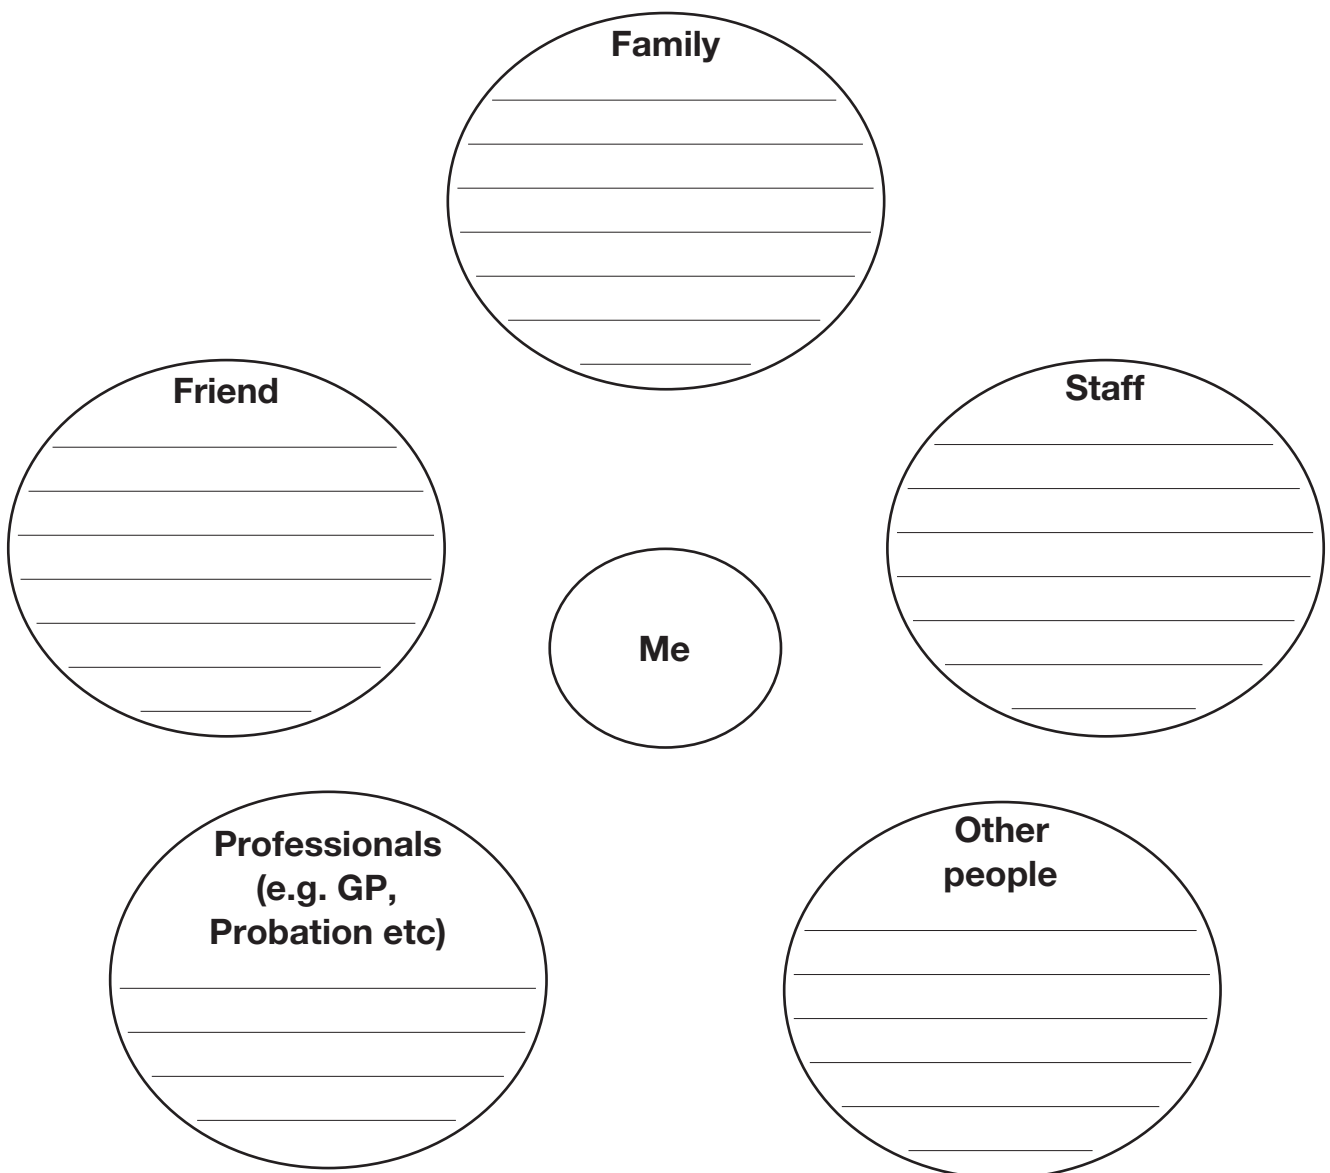 Family
Friend
Staff
Me
Professionals
(e.g. GP,
Probation etc)
Other
people